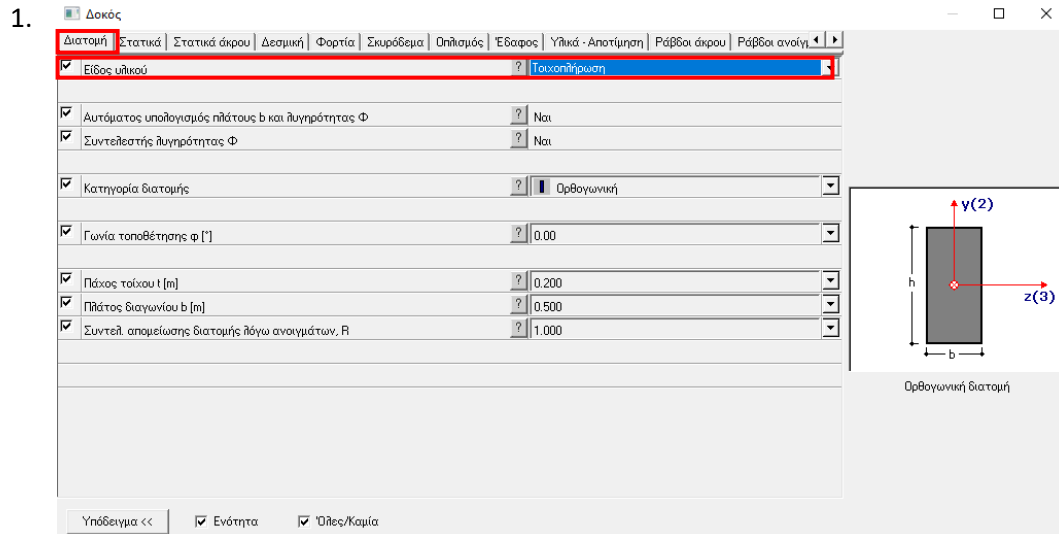 1.
Δοκός
Διατομή Στατικά Στατικά άκρου Δεσμική Φορτία Σκυρόδεμα Οπλισμός Έδαφος Υλικά - Αποτίμηση Ράβδοι άκρου Ράβδοι ανοίγ
Είδος υλικού ? Τοιχοπλήρωση
Αυτόματος υπολογισμός πλάτους b και λυγηρότητας Φ ? Ναι
Συντελεστής λυγηρότητας Φ ? Ναι
Κατηγορία διατομής ? Ορθογωνική
Γωνία τοποθέτησης φ [°] ? 0.00
Πάχος τοίχου t [m] ? 0.200
Πλάτος διαγωνίου b [m] ? 0.500
Συντελ. απομείωσης διατομής λόγω ανοιγμάτων, R ? 1.000
y(2)
h
z(3)
b
Ορθογωνική διατομή
Υπόδειγμα << Ενότητα Όλες/Καμία